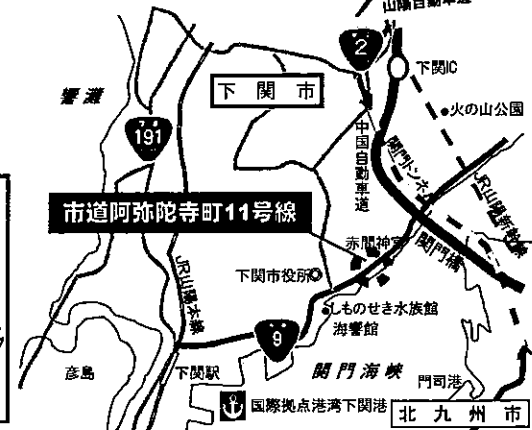 山陽自動車道
2
下関IC
響灘
下関市
火の山公園
191
中国自動車道
関門トンネル
JR山陽新幹線
市道阿弥陀寺町11号線
赤間神宮
関門橋
下関市役所
JR山陽本線
しものせき水族館
海響館
9
彦島
下関駅
関門海峡
門司港
国際拠点港湾下関港
北九州市